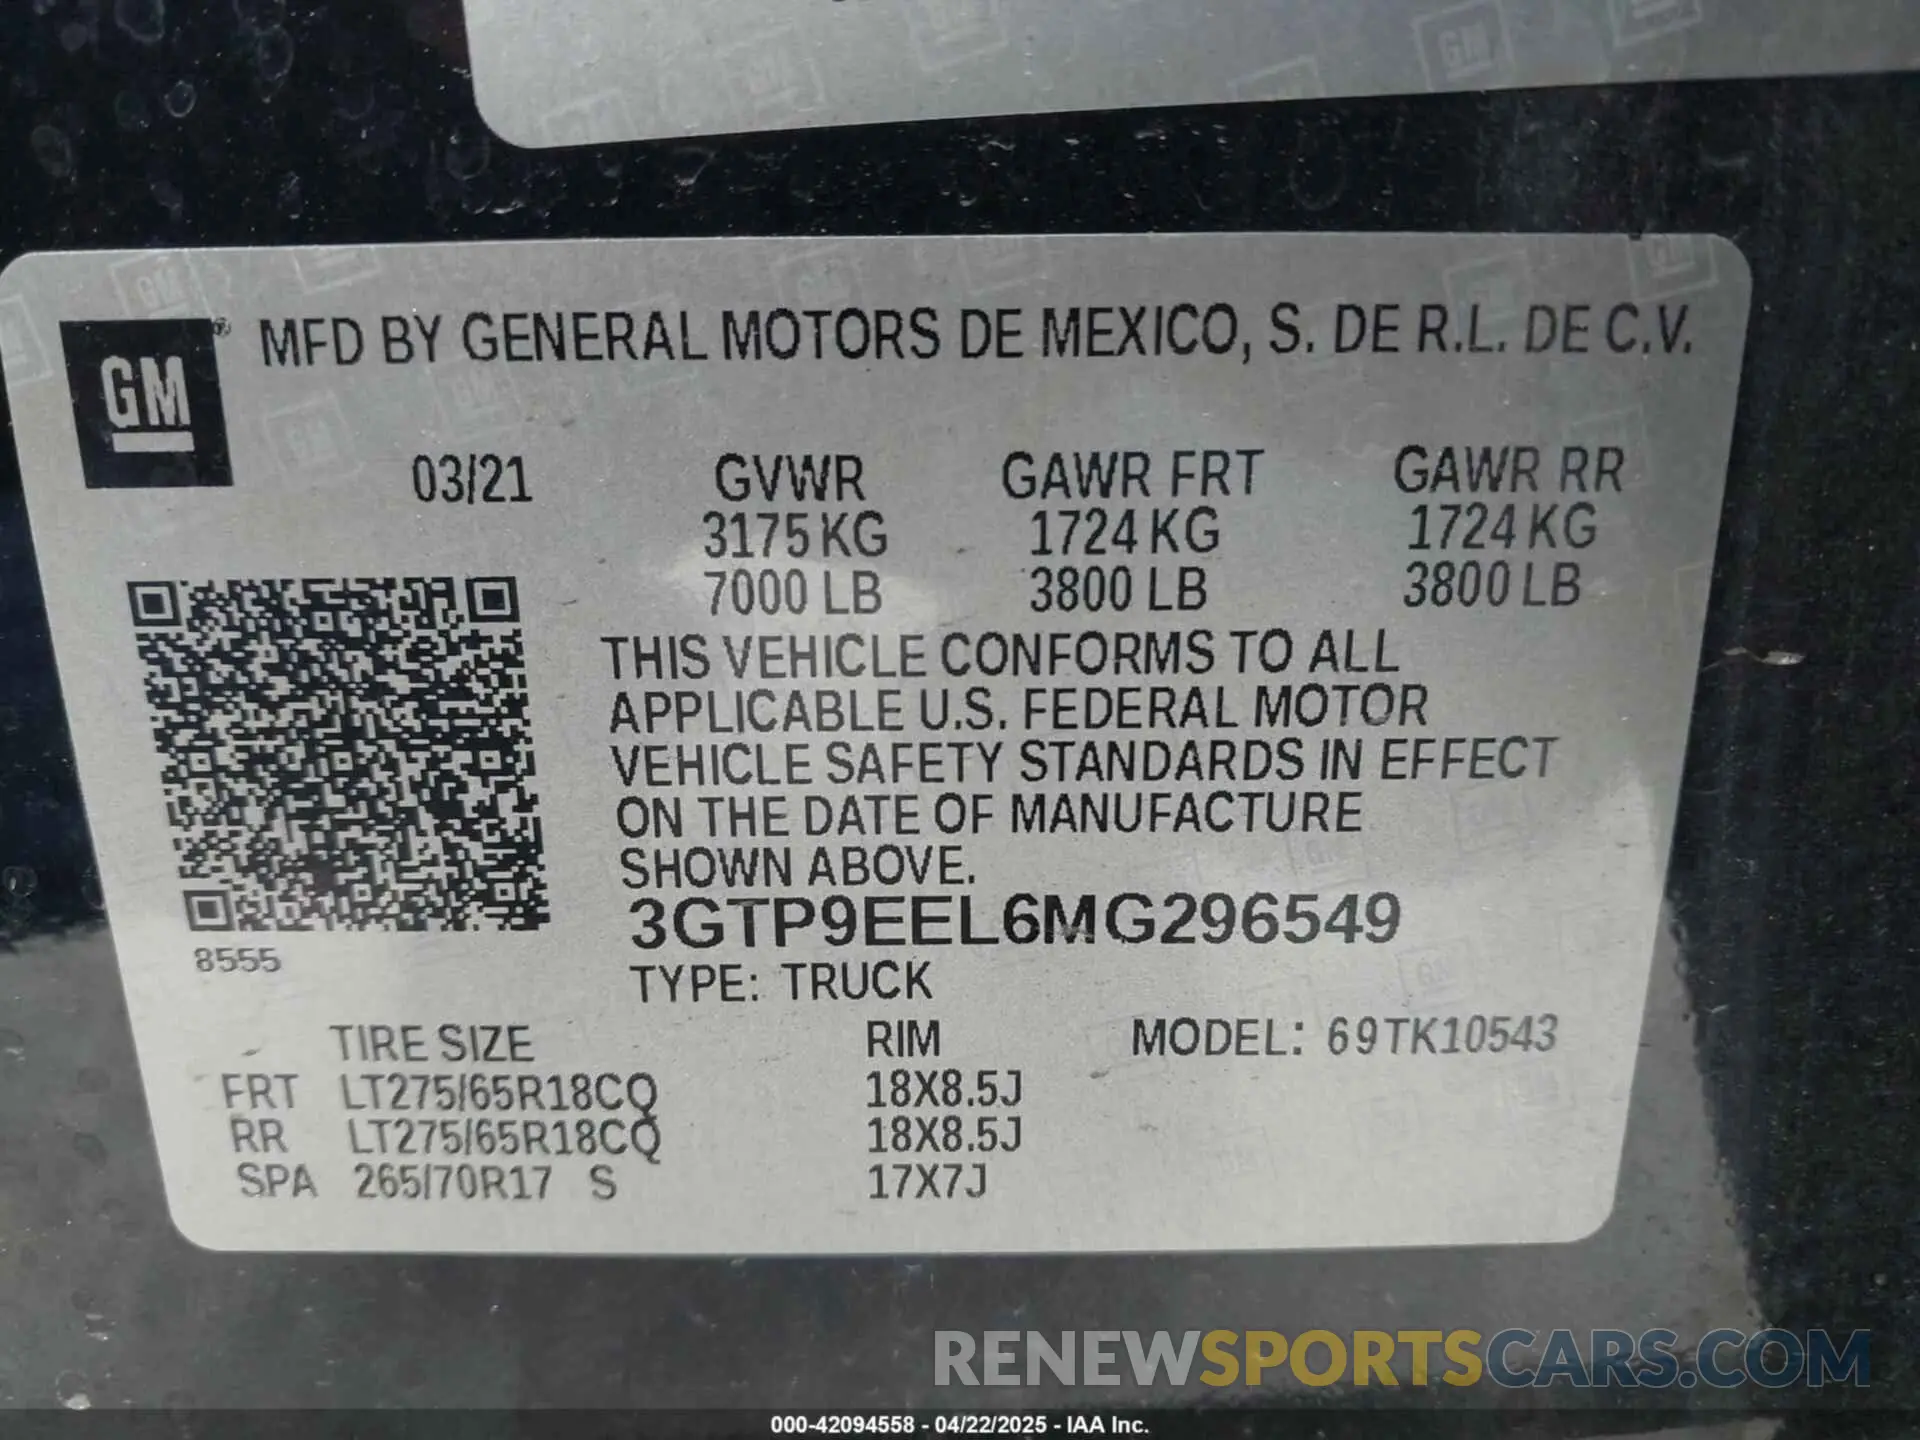 GM
MFD BY GENERAL MOTORS DE MEXICO, S. DE R.L. DE C.V.
03/21 GVWR GAWR FRT GAWR RR
3175 KG 1724 KG 1724 KG
7000 LB 3800 LB 3800 LB
THIS VEHICLE CONFORMS TO ALL
APPLICABLE U.S. FEDERAL MOTOR
VEHICLE SAFETY STANDARDS IN EFFECT
ON THE DATE OF MANUFACTURE
SHOWN ABOVE.
3GTP9EEL6MG296549
8555
TYPE: TRUCK
TIRE SIZE RIM MODEL: 69TK10543
FRT LT275/65R18CQ 18X8.5J
RR LT275/65R18CQ 18X8.5J
SPA 265/70R17 S 17X7J
RENEWSPORTSCARS.COM
000-42094558 - 04/22/2025 - IAA Inc.